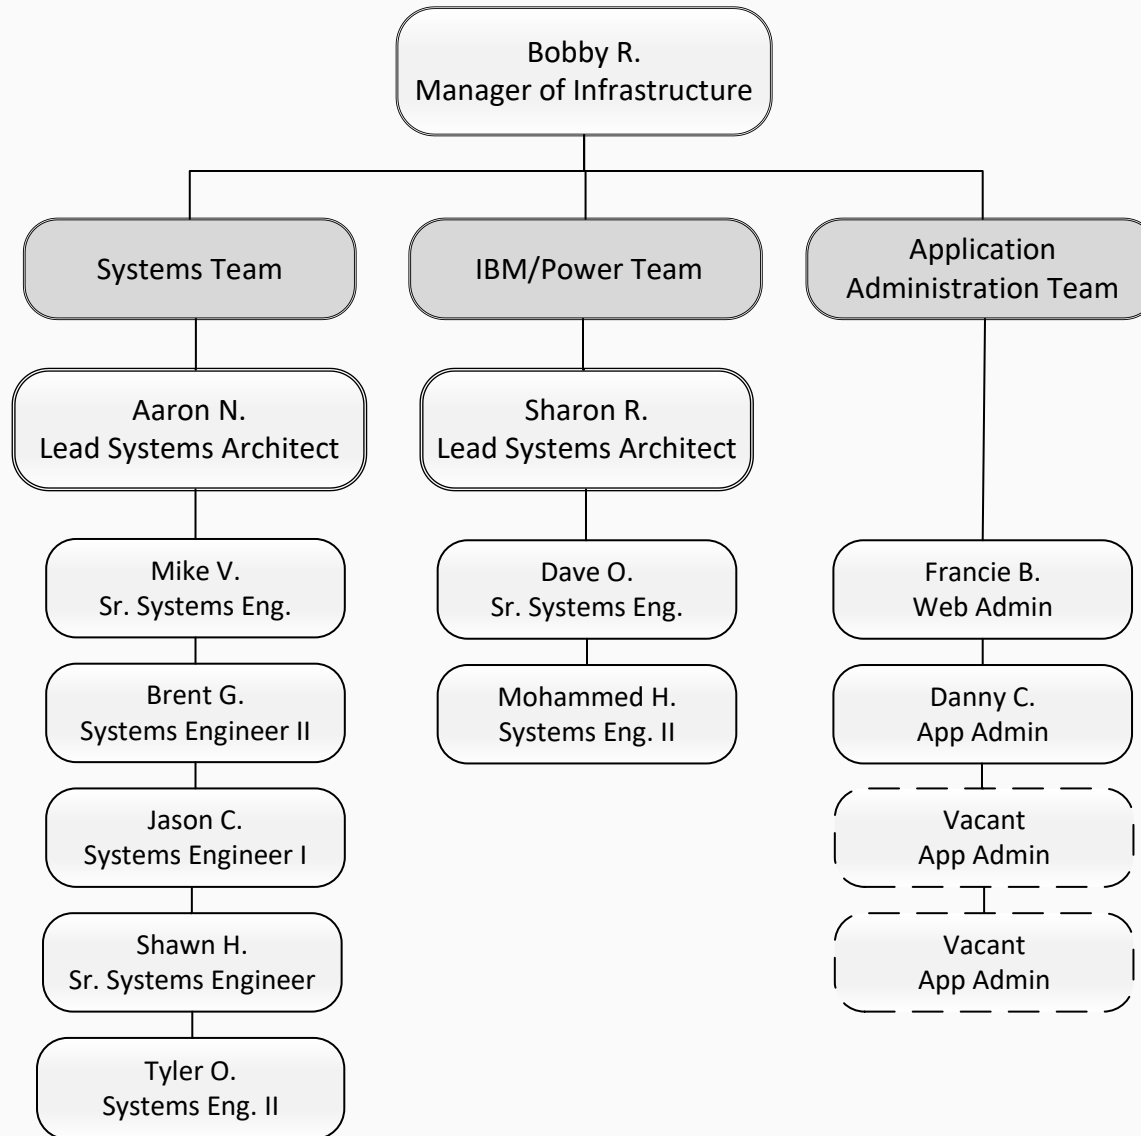 Bobby R.
Manager of Infrastructure
Systems Team
IBM/Power Team
Application
Administration Team
Aaron N.
Lead Systems Architect
Sharon R.
Lead Systems Architect
Mike V.
Sr. Systems Eng.
Dave O.
Sr. Systems Eng.
Francie B.
Web Admin
Brent G.
Systems Engineer II
Mohammed H.
Systems Eng. II
Danny C.
App Admin
Jason C.
Systems Engineer I
Vacant
App Admin
Shawn H.
Sr. Systems Engineer
Vacant
App Admin
Tyler O.
Systems Eng. II